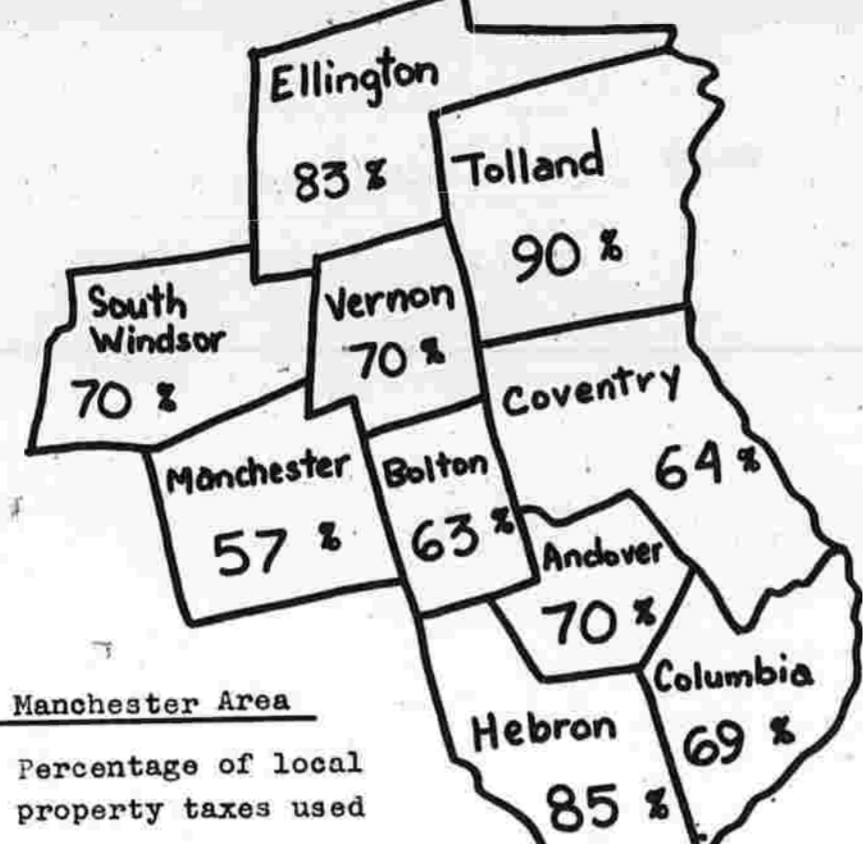 Ellington
83 %
Tolland
90 %
South
Windsor
70 %
Vernon
70 %
Coventry
64 %
Manchester
57 %
Bolton
63 %
Andover
70 %
Columbia
69 %
Hebron
85 %
Manchester Area
Percentage of local
property taxes used